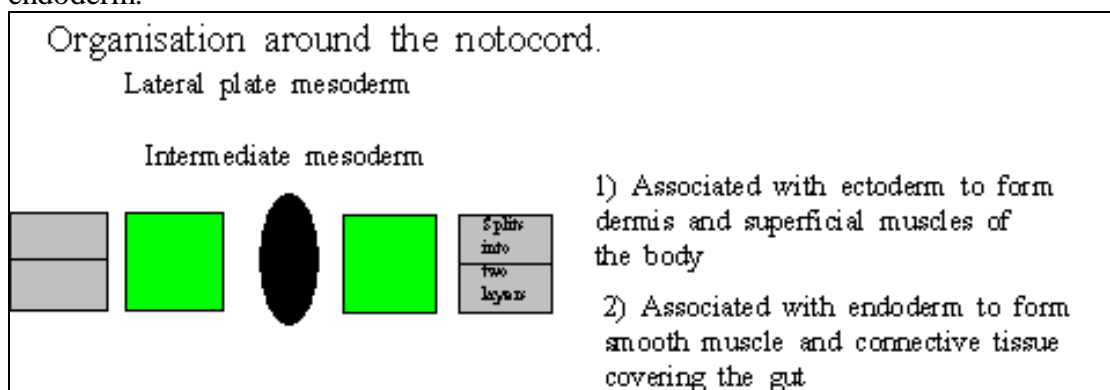 endoderm.
Organisation around the notocord.
Lateral plate mesoderm
Intermediate mesoderm
1) Associated with ectoderm to form
dermis and superficial muscles of
the body
Splits
into
two
layers
2) Associated with endoderm to form
smooth muscle and connective tissue
covering the gut